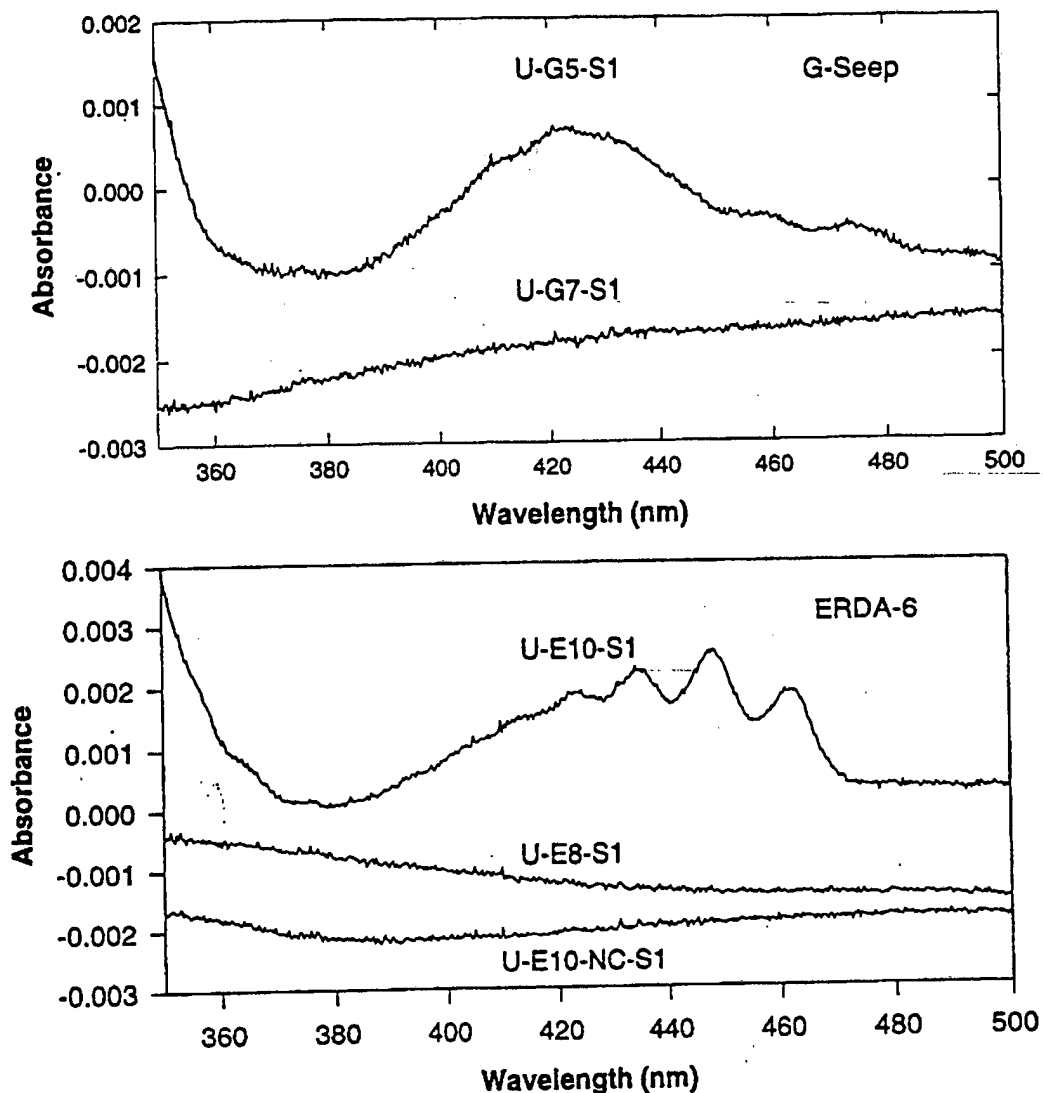 0.002
0.001
0.000
-0.001
-0.002
-0.003
Absorbance
U-G5-S1
G-Seep
U-G7-S1
360
380
400
420
440
460
480
500
Wavelength (nm)
0.004
0.003
0.002
0.001
0.000
-0.001
-0.002
-0.003
Absorbance
ERDA-6
U-E10-S1
U-E8-S1
U-E10-NC-S1
360
380
400
420
440
460
480
500
Wavelength (nm)